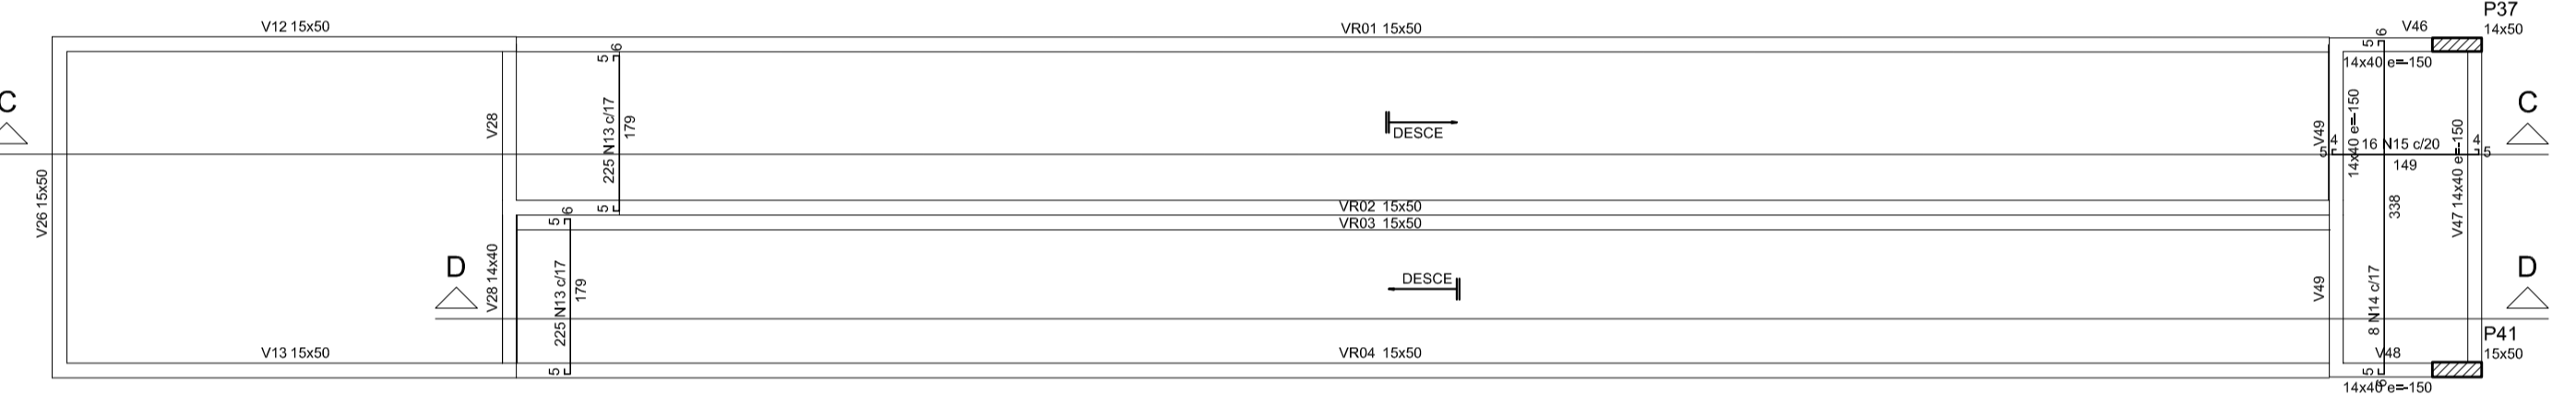 V12 15x50
VR01 15x50
V46
P37
14x50
14x40 e=-150
5
6
5
6
C
C
V28
225 N13 c/17
179
DESCE
V49
14x40 e=-150
4
5
16 N15 c/20
149
4
5
V26 15x50
V47 14x40 e=-150
338
5
5
6
VR02 15x50
VR03 15x50
D
D
V28 14x40
225 N13 c/17
179
DESCE
V49
8 N14 c/17
P41
15x50
V13 15x50
VR04 15x50
V48
5
5
6
14x40 e=-150